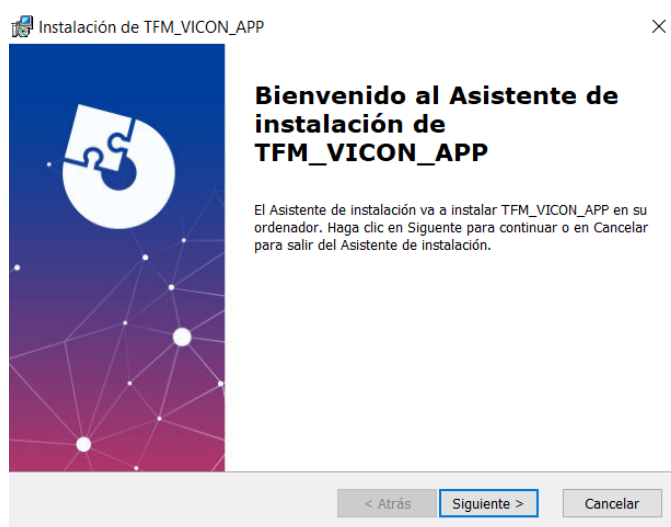 Instalación de TFM_VICON_APP
Bienvenido al Asistente de
instalación de
TFM_VICON_APP
El Asistente de instalación va a instalar TFM_VICON_APP en su
ordenador. Haga clic en Siguente para continuar o en Cancelar
para salir del Asistente de instalación.
< Atrás
Siguiente >
Cancelar